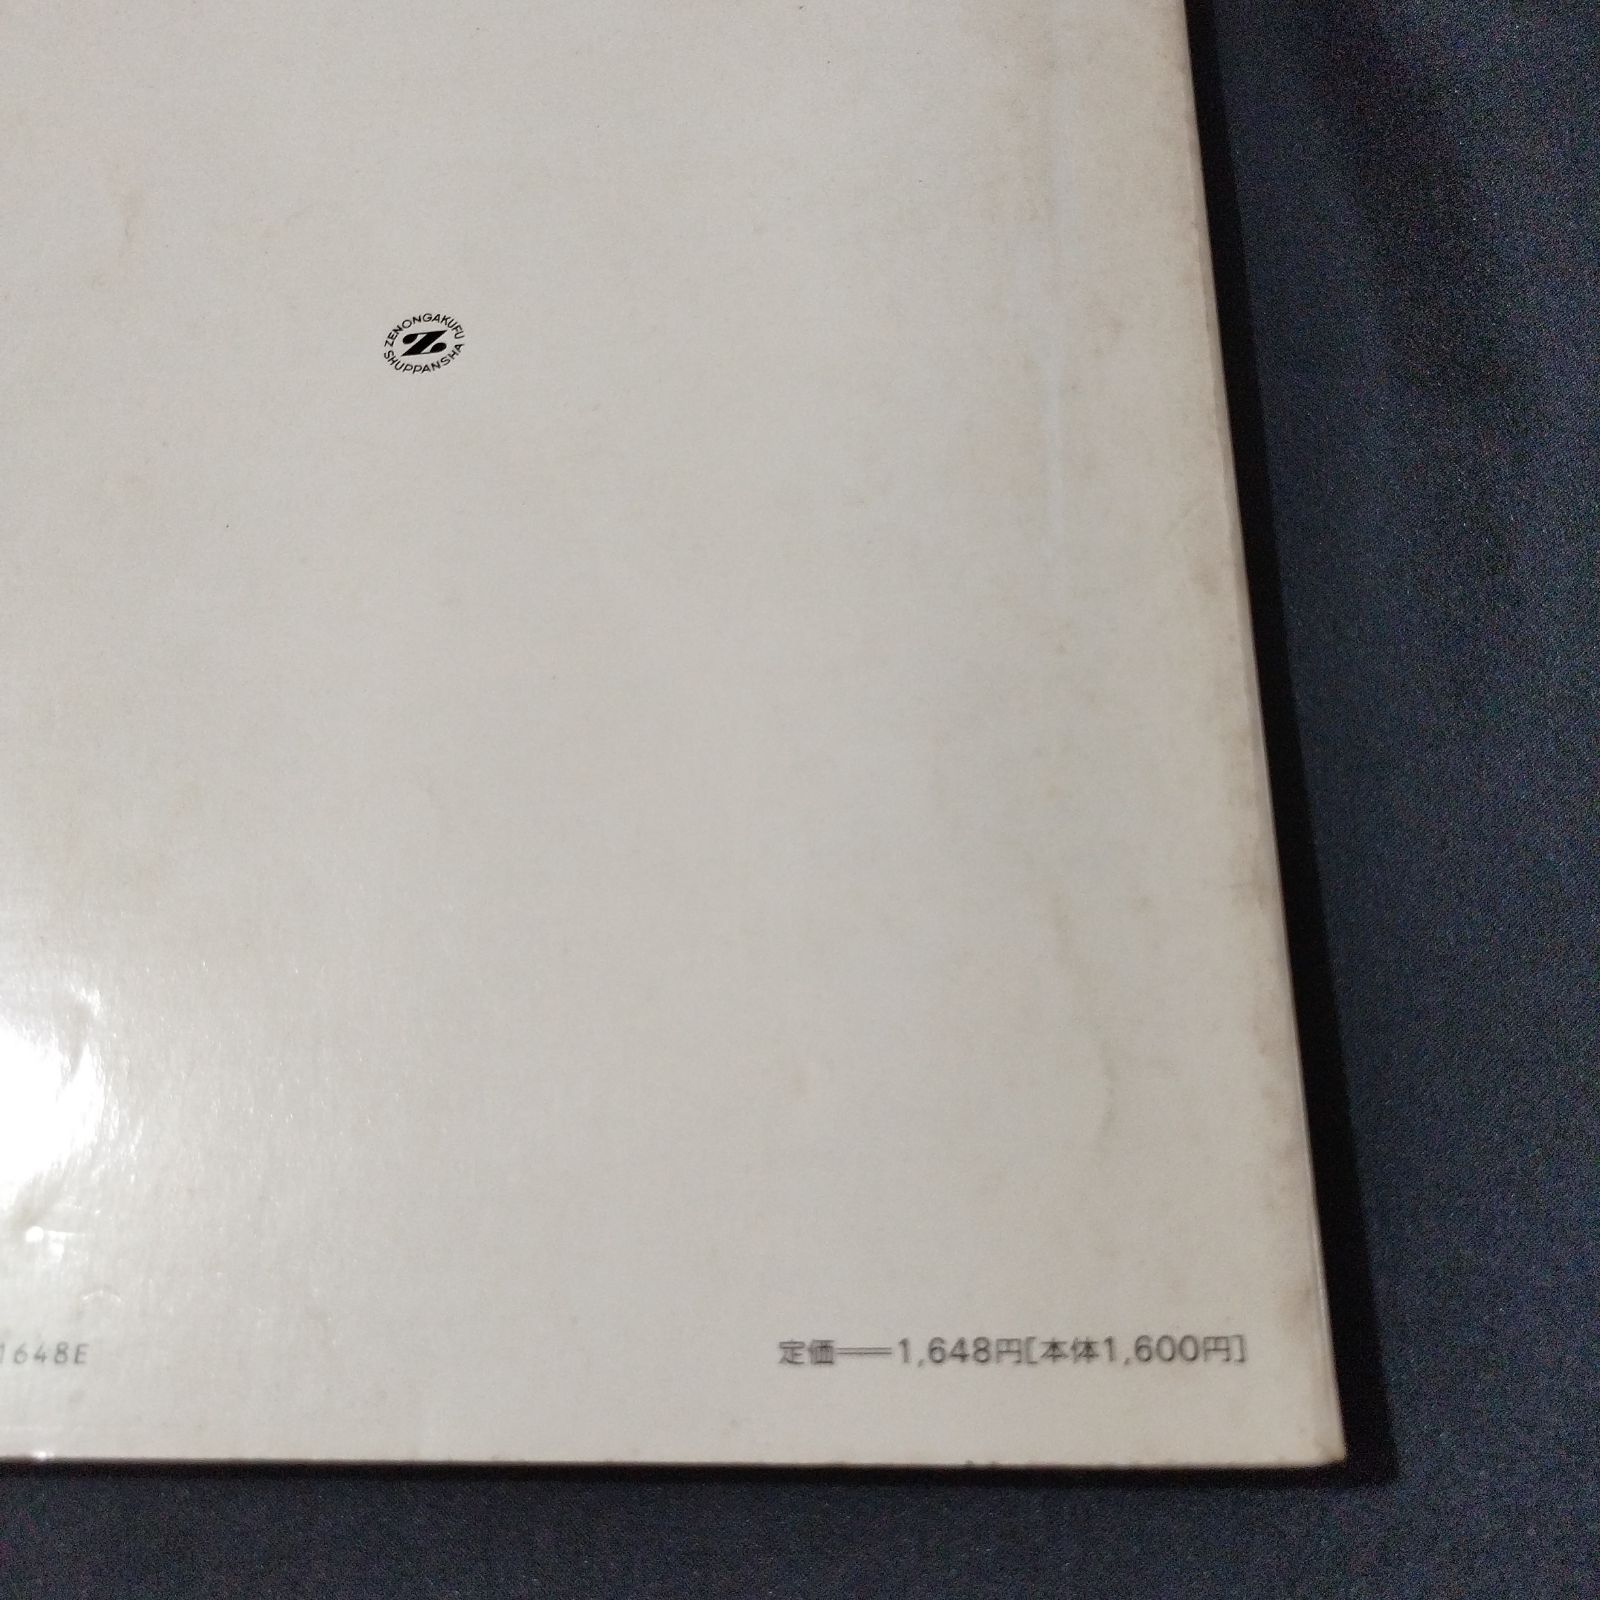 ZENONGAKUFU
Z
SHUPPANSHA
1648E
定価━━1,648円[本体1,600円]